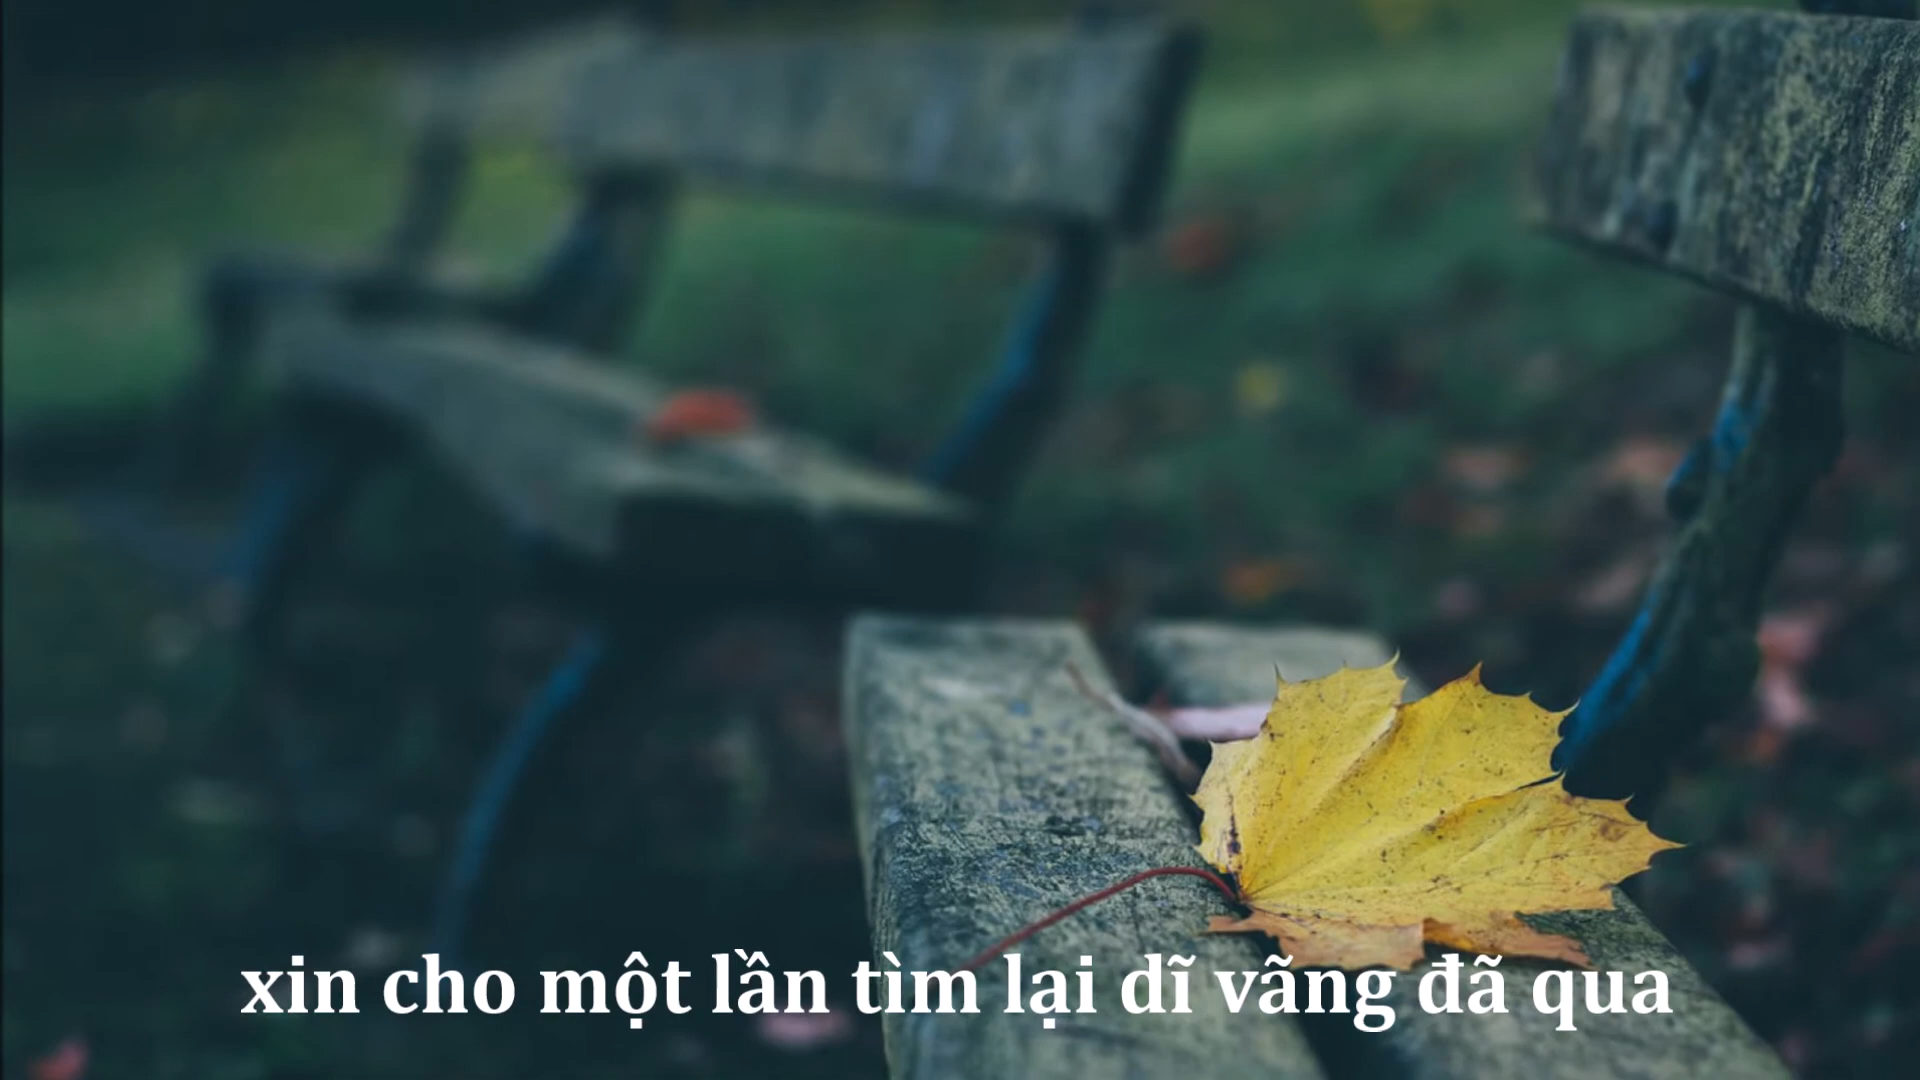 xin cho một lần tìm lại dĩ vãng đã qua